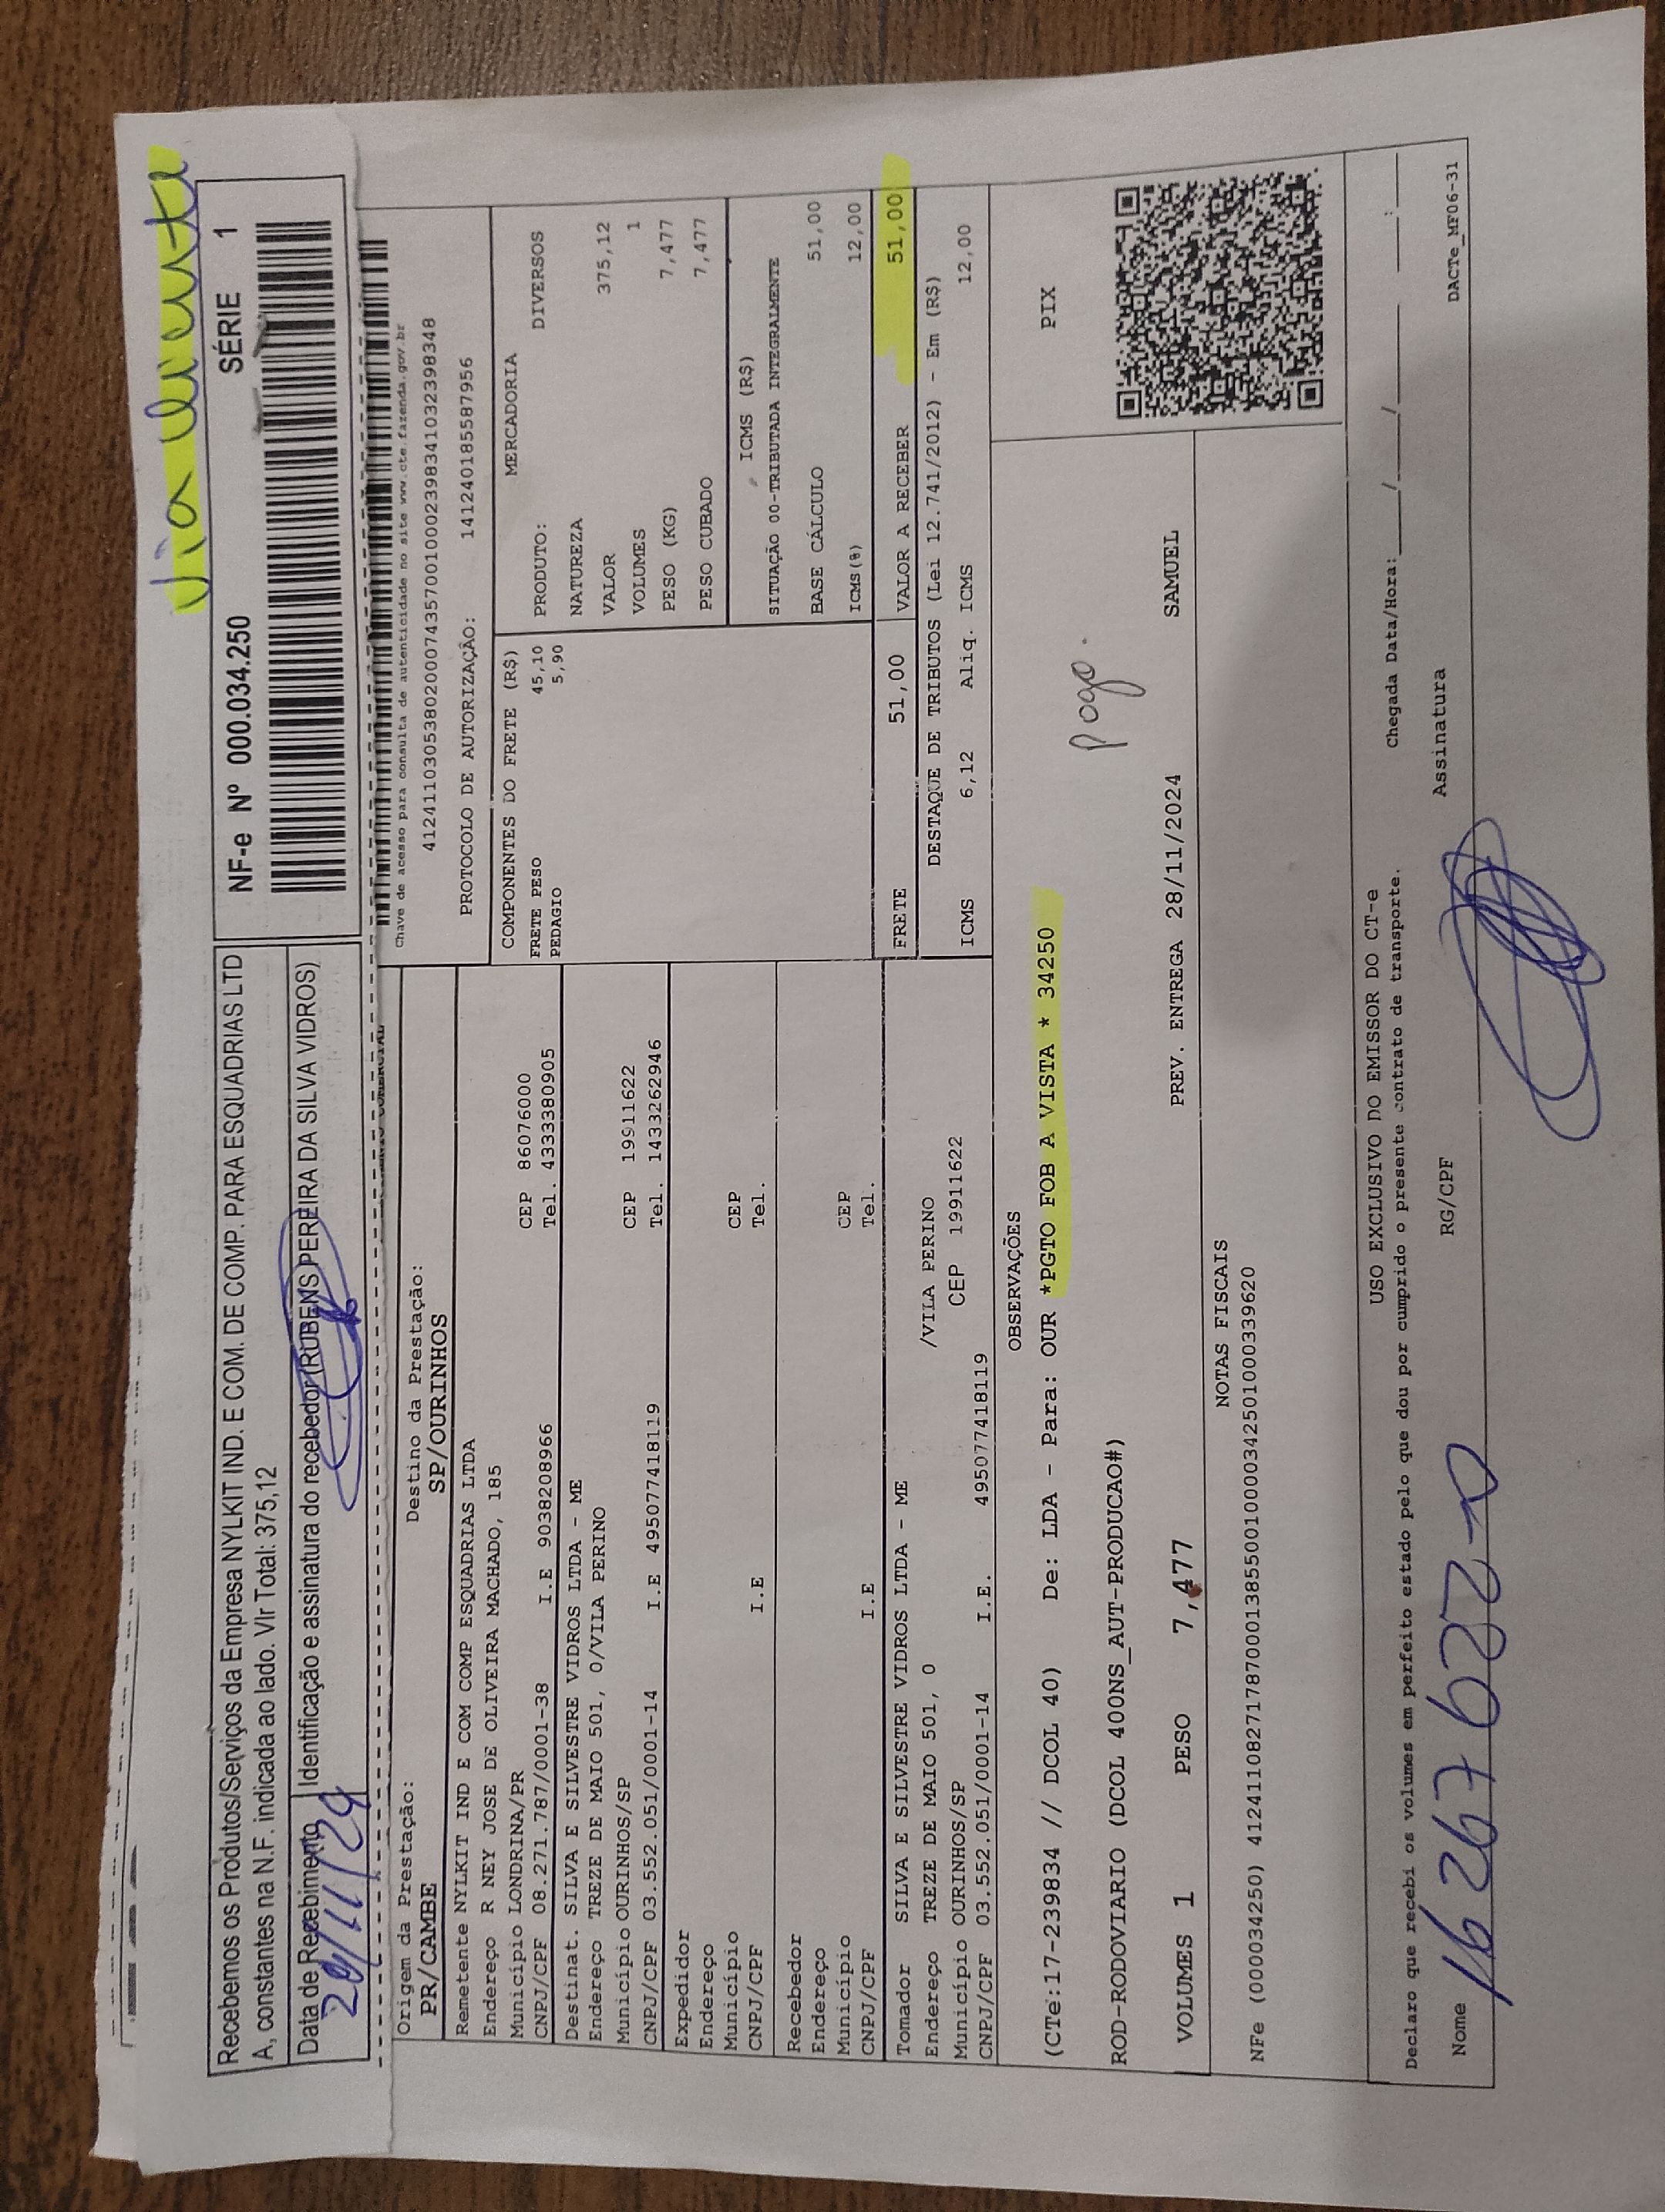 via cliente
Recebemos os Produtos/Serviços da Empresa NYLKIT IND. E COM. DE COMP. PARA ESQUADRIAS LTD
A, constantes na N.F. indicada ao lado. Vlr Total: 375,12
NF-e Nº 000.034.250 SÉRIE 1
Data de Recebimento
Identificação e assinatura do recebedor (RUBENS PEREIRA DA SILVA VIDROS)
Chave de acesso para consulta de autenticidade no site www.cte.fazenda.gov.br
41241103053802000743570010002398341032398348
PROTOCOLO DE AUTORIZAÇÃO: 141240185587956
Origem da Prestação:
PR/CAMBE
Destino da Prestação:
SP/OURINHOS
Remetente NYLKIT IND E COM COMP ESQUADRIAS LTDA
Endereço R NEY JOSE DE OLIVEIRA MACHADO, 185
Município LONDRINA/PR CEP 86076000
CNPJ/CPF 08.271.787/0001-38 I.E 9038208966 Tel. 4333380905
Destinat. SILVA E SILVESTRE VIDROS LTDA - ME
Endereço TREZE DE MAIO 501, 0/VILA PERINO
Município OURINHOS/SP CEP 19911622
CNPJ/CPF 03.552.051/0001-14 I.E 495077418119 Tel. 1433262946
Expedidor
Endereço
Município CEP
CNPJ/CPF I.E Tel.
Recebedor
Endereço
Município CEP
CNPJ/CPF I.E Tel.
Tomador SILVA E SILVESTRE VIDROS LTDA - ME
Endereço TREZE DE MAIO 501, 0 /VILA PERINO
Município OURINHOS/SP CEP 19911622
CNPJ/CPF 03.552.051/0001-14 I.E. 495077418119
COMPONENTES DO FRETE (R$)
FRETE PESO 45,10
PEDAGIO 5,90
MERCADORIA
PRODUTO: DIVERSOS
NATUREZA
VALOR 375,12
VOLUMES 1
PESO (KG) 7,477
PESO CUBADO 7,477
ICMS (R$)
SITUAÇÃO 00-TRIBUTADA INTEGRALMENTE
BASE CÁLCULO 51,00
ICMS(%) 12,00
FRETE 51,00 VALOR A RECEBER 51,00
DESTAQUE DE TRIBUTOS (Lei 12.741/2012) - Em (R$)
ICMS 6,12 Aliq. ICMS 12,00
OBSERVAÇÕES
(CTe:17-239834 // DCOL 40) De: LDA - Para: OUR *PGTO FOB A VISTA * 34250
Pago.
ROD-RODOVIARIO (DCOL 400NS_AUT-PRODUCAO#)
VOLUMES 1 PESO 7,477 PREV. ENTREGA 28/11/2024 SAMUEL
PIX
NOTAS FISCAIS
NFe (000034250) 41241108271787000138550010000342501000339620
USO EXCLUSIVO DO EMISSOR DO CT-e
Declaro que recebi os volumes em perfeito estado pelo que dou por cumprido o presente contrato de transporte.
Chegada Data/Hora:____/____/____ ___:___
Nome RG/CPF Assinatura
DACTe_MF06-31